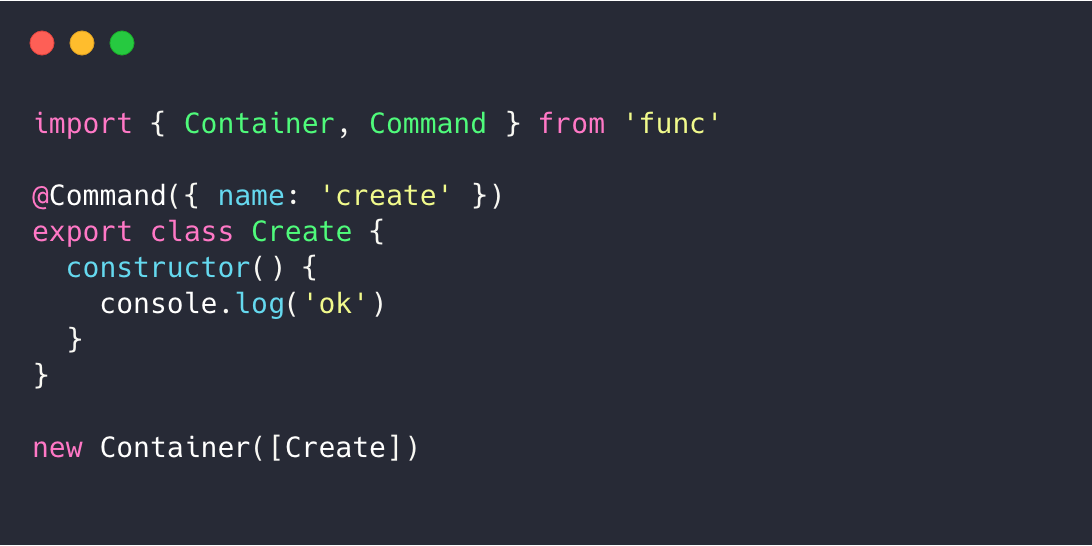 import { Container, Command } from 'func'
@Command({ name: 'create' })
export class Create {
  constructor() {
    console.log('ok')
  }
}
new Container([Create])